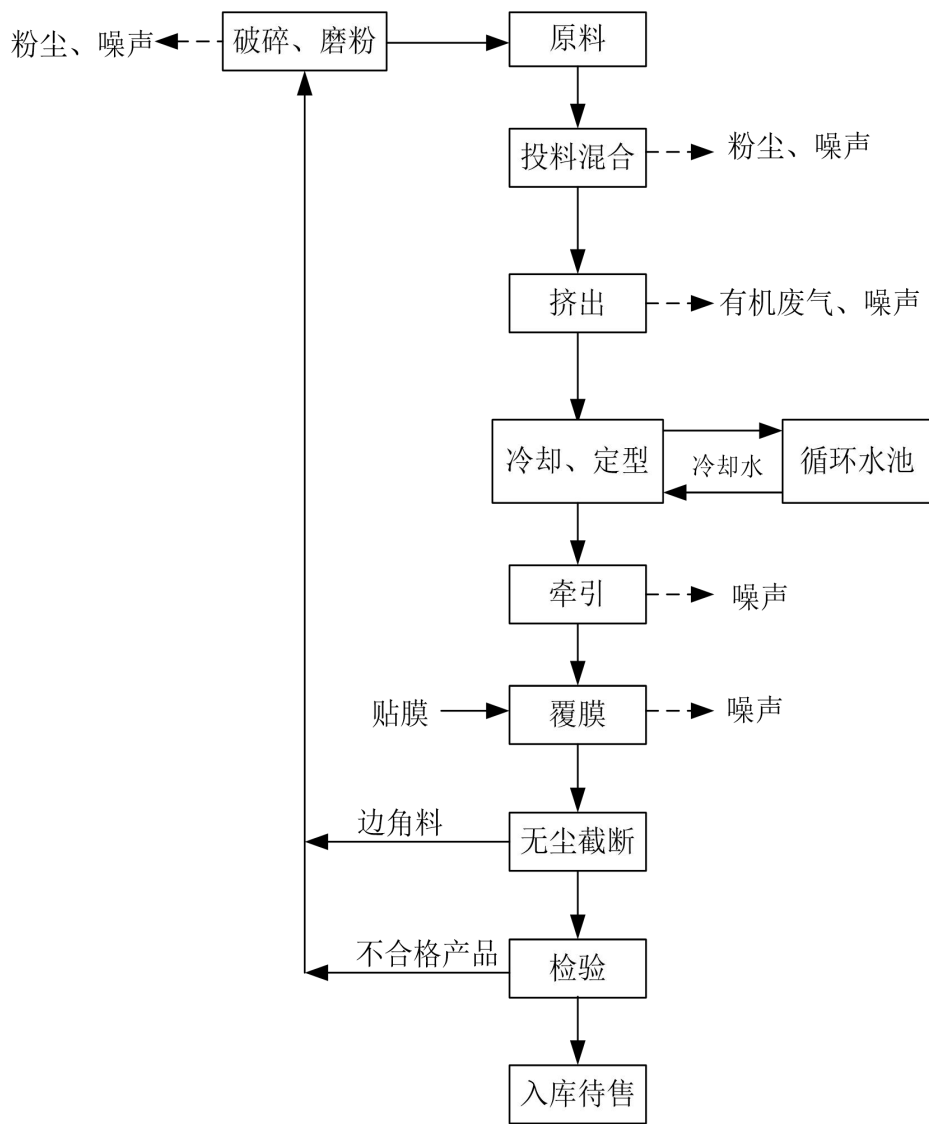 粉尘、噪声
破碎、磨粉
原料
投料混合
粉尘、噪声
挤出
有机废气、噪声
冷却、定型
冷却水
循环水池
牵引
噪声
贴膜
覆膜
噪声
边角料
无尘截断
不合格产品
检验
入库待售